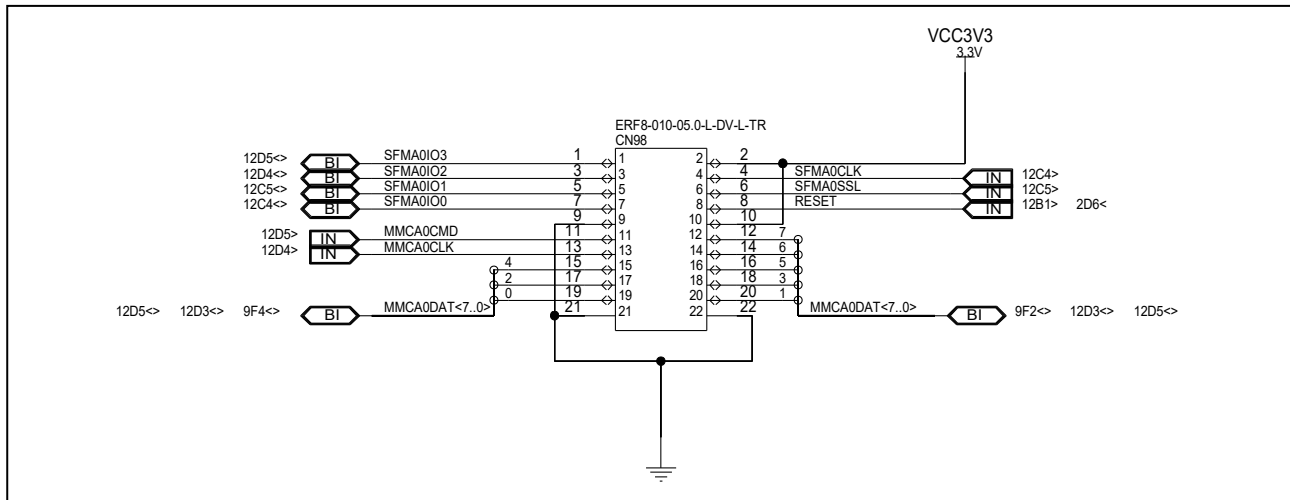 VCC3V3
3.3V
ERF8-010-05.0-L-DV-L-TR
CN98
12D5<> BI SFMA0IO3 1 1 2 2
12D4<> BI SFMA0IO2 3 3 4 4 SFMA0CLK IN 12C4>
12C5<> BI SFMA0IO1 5 5 6 6 SFMA0SSL IN 12C5>
12C4<> BI SFMA0IO0 7 7 8 8 RESET IN 12B1> 2D6<
9 9 10 10
12D5> IN MMCA0CMD 11 11 12 12 7
12D4> IN MMCA0CLK 13 13 14 14 6
4 15 15 16 16 5
2 17 17 18 18 3
0 19 19 20 20 1
12D5<> 12D3<> 9F4<> BI MMCA0DAT<7..0> 21 21 22 22 MMCA0DAT<7..0> BI 9F2<> 12D3<> 12D5<>